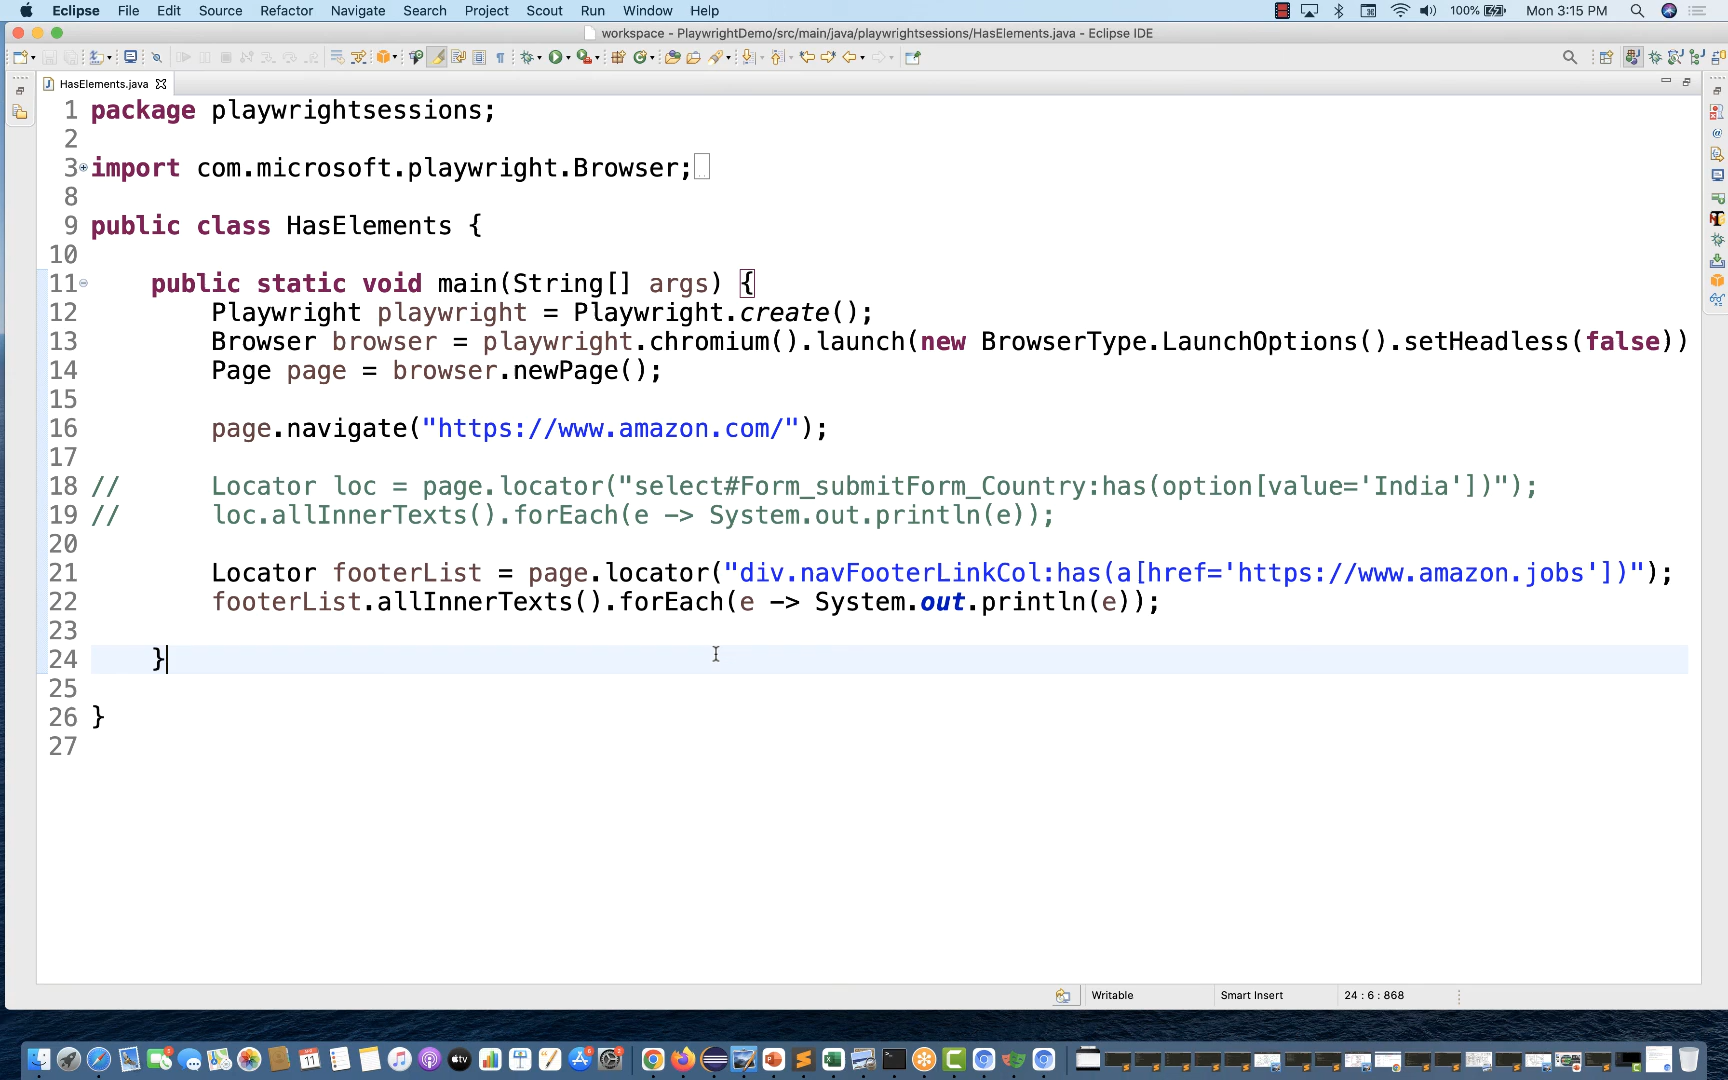 Eclipse File Edit Source Refactor Navigate Search Project Scout Run Window Help 100% Mon 3:15 PM
workspace - PlaywrightDemo/src/main/java/playwrightsessions/HasElements.java - Eclipse IDE
HasElements.java
1 package playwrightsessions;
2
3 import com.microsoft.playwright.Browser;
8
9 public class HasElements {
10
11 public static void main(String[] args) {
12 Playwright playwright = Playwright.create();
13 Browser browser = playwright.chromium().launch(new BrowserType.LaunchOptions().setHeadless(false))
14 Page page = browser.newPage();
15
16 page.navigate("https://www.amazon.com/");
17
18 // Locator loc = page.locator("select#Form_submitForm_Country:has(option[value='India'])");
19 // loc.allInnerTexts().forEach(e -> System.out.println(e));
20
21 Locator footerList = page.locator("div.navFooterLinkCol:has(a[href='https://www.amazon.jobs'])");
22 footerList.allInnerTexts().forEach(e -> System.out.println(e));
23
24 }
25
26 }
27
Writable Smart Insert 24 : 6 : 868